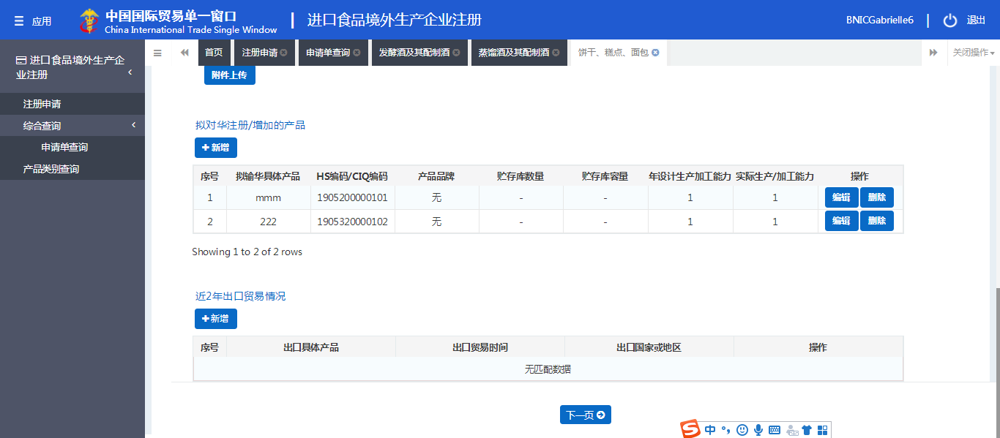 应用
中国国际贸易单一窗口
China International Trade Single Window
进口食品境外生产企业注册
BNICGabrielle6
退出
进口食品境外生产企
业注册
注册申请
综合查询
申请单查询
产品类别查询
首页
注册申请
申请单查询
发酵酒及其配制酒
蒸馏酒及其配制酒
饼干、糕点、面包
关闭操作
附件上传
拟对华注册/增加的产品
新增
序号 拟输华具体产品 HS编码/CIQ编码 产品品牌 贮存库数量 贮存库容量 年设计生产加工能力 实际生产/加工能力 操作
1 mmm 1905200000101 无 - - 1 1 编辑 删除
2 222 1905320000102 无 - - 1 1 编辑 删除
Showing 1 to 2 of 2 rows
近2年出口贸易情况
新增
序号 出口具体产品 出口贸易时间 出口国家或地区 操作
无匹配数据
下一页
S 中